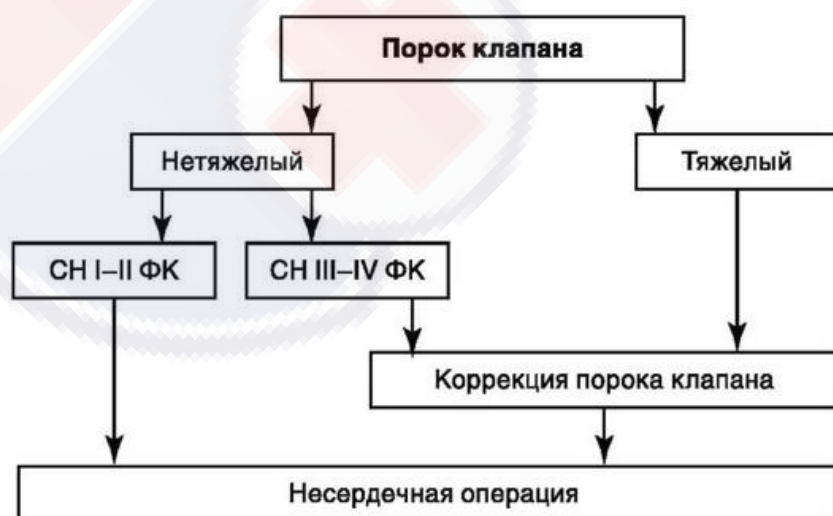 Порок клапана
Нетяжелый
Тяжелый
СН I–II ФК
СН III–IV ФК
Коррекция порока клапана
Несердечная операция